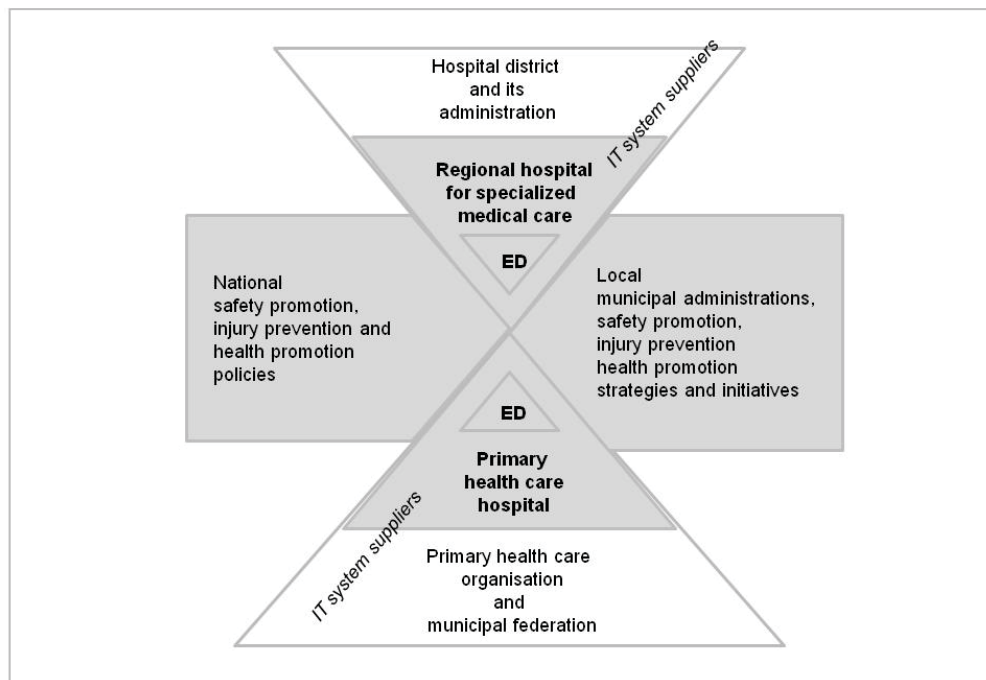 Hospital district
and its
administration
IT system suppliers
Regional hospital
for specialized
medical care
ED
National
safety promotion,
injury prevention and
health promotion
policies
Local
municipal administrations,
safety promotion,
injury prevention
health promotion
strategies and initiatives
ED
Primary
health care
hospital
IT system suppliers
Primary health care
organisation
and
municipal federation